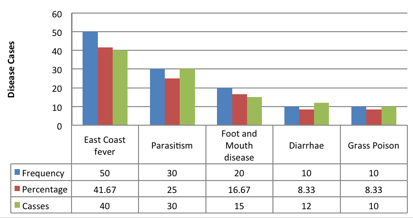 60
50
40
30
20
10
0
Disease Cases
East Coast fever
Parasitism
Foot and Mouth disease
Diarrhae
Grass Poison
Frequency 50 30 20 10 10
Percentage 41.67 25 16.67 8.33 8.33
Casses 40 30 15 12 10